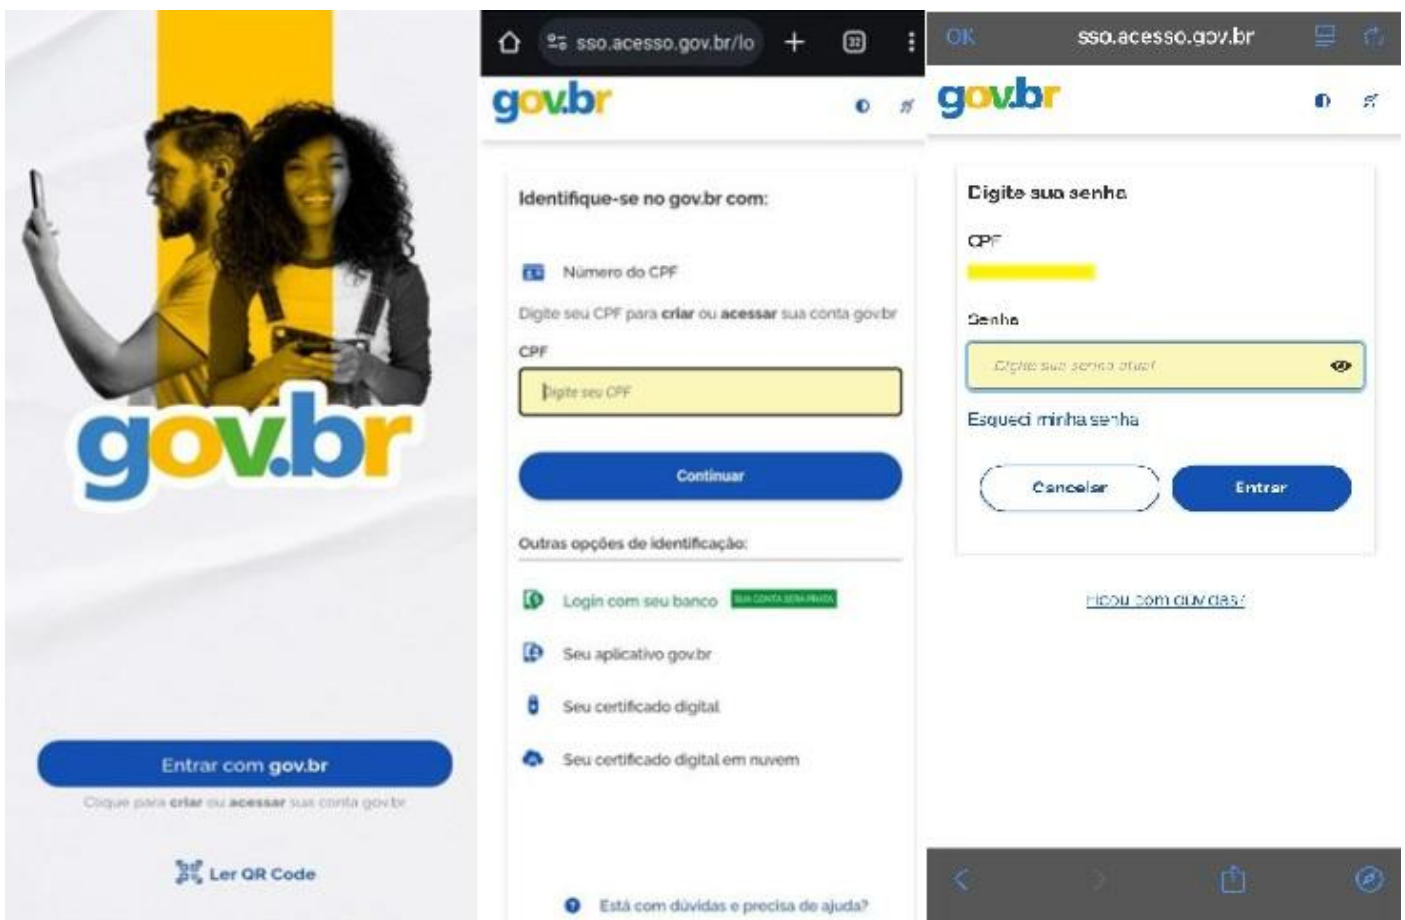 gov.br
Entrar com gov.br
Clique para criar ou acessar sua conta gov.br
Ler QR Code
sso.acesso.gov.br/lo
32
gov.br
Identifique-se no gov.br com:
Número do CPF
Digite seu CPF para criar ou acessar sua conta gov.br
CPF
Digite seu CPF
Continuar
Outras opções de identificação:
Login com seu banco SUA CONTA SERÁ PRATA
Seu aplicativo gov.br
Seu certificado digital
Seu certificado digital em nuvem
Está com dúvidas e precisa de ajuda?
OK sso.acesso.gov.br
gov.br
Digite sua senha
CPF
Senha
Digite sua senha atual
Esqueci minha senha
Cancelar Entrar
Ficou com dúvidas?